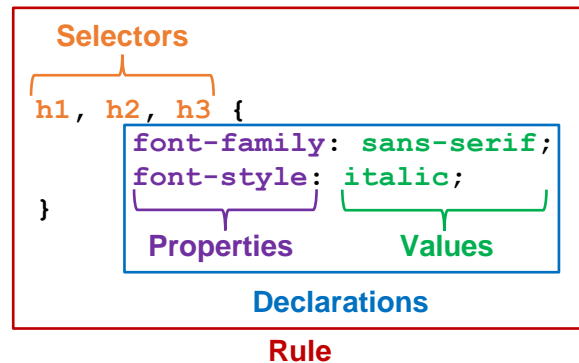 Selectors
h1, h2, h3 {
font-family: sans-serif;
font-style: italic;
}
Properties Values
Declarations
Rule